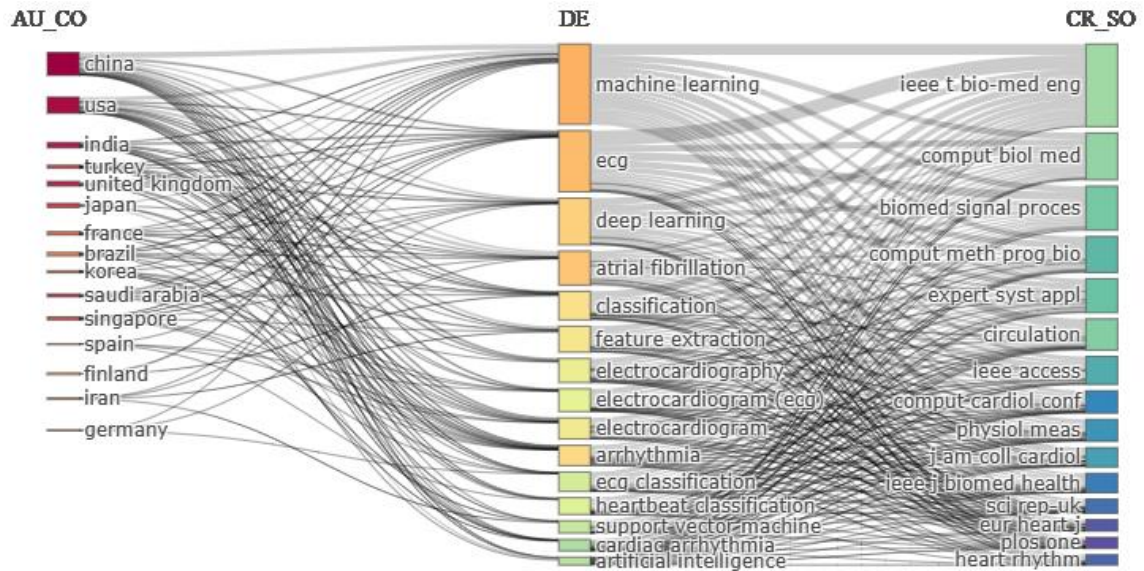 AU_CO
DE
CR_SO
china
usa
india
turkey
united kingdom
japan
france
brazil
korea
saudi arabia
singapore
spain
finland
iran
germany
machine learning
ecg
deep learning
atrial fibrillation
classification
feature extraction
electrocardiography
electrocardiogram (ecg)
electrocardiogram
arrhythmia
ecg classification
heartbeat classification
support vector machine
cardiac arrhythmia
artificial intelligence
ieee t bio-med eng
comput biol med
biomed signal proces
comput meth prog bio
expert syst appl
circulation
ieee access
comput cardiol conf
physiol meas
j am coll cardiol
ieee j biomed health
sci rep-uk
eur heart j
plos one
heart rhythm